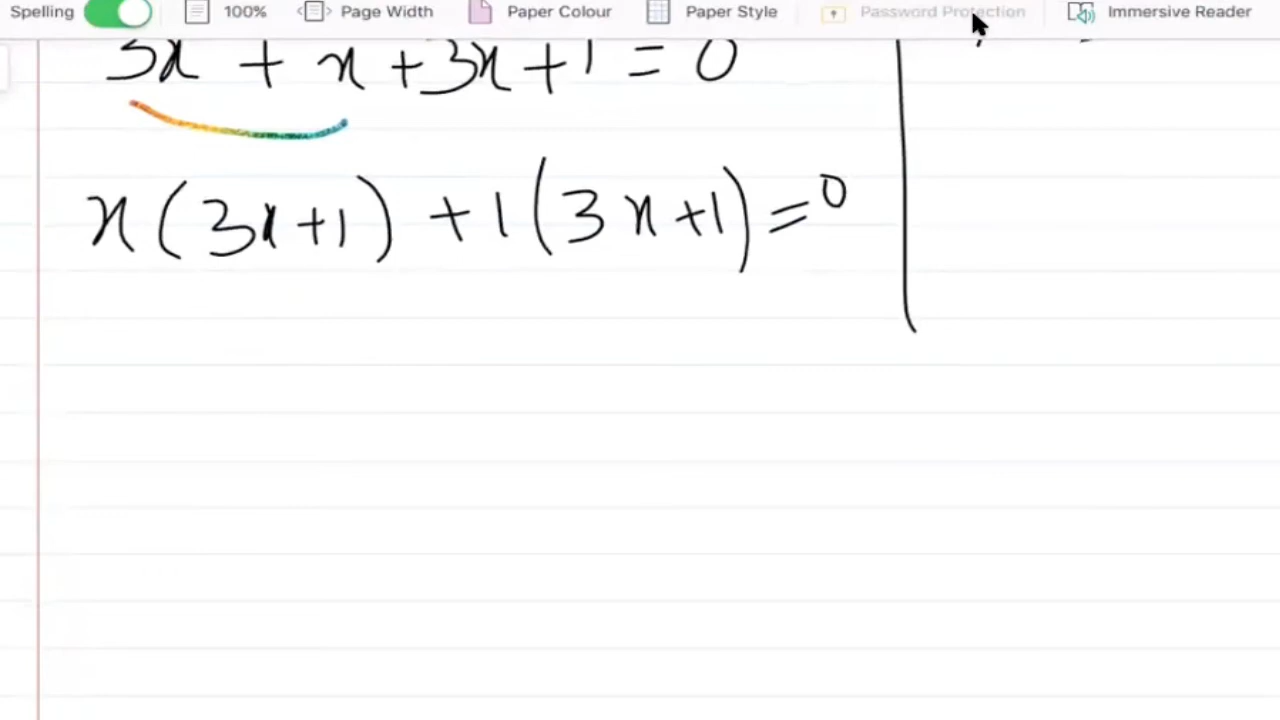 Spelling 100% Page Width Paper Colour Paper Style Password Protection Immersive Reader
3x + x + 3x + 1 = 0
x(3x+1) + 1(3x+1) = 0